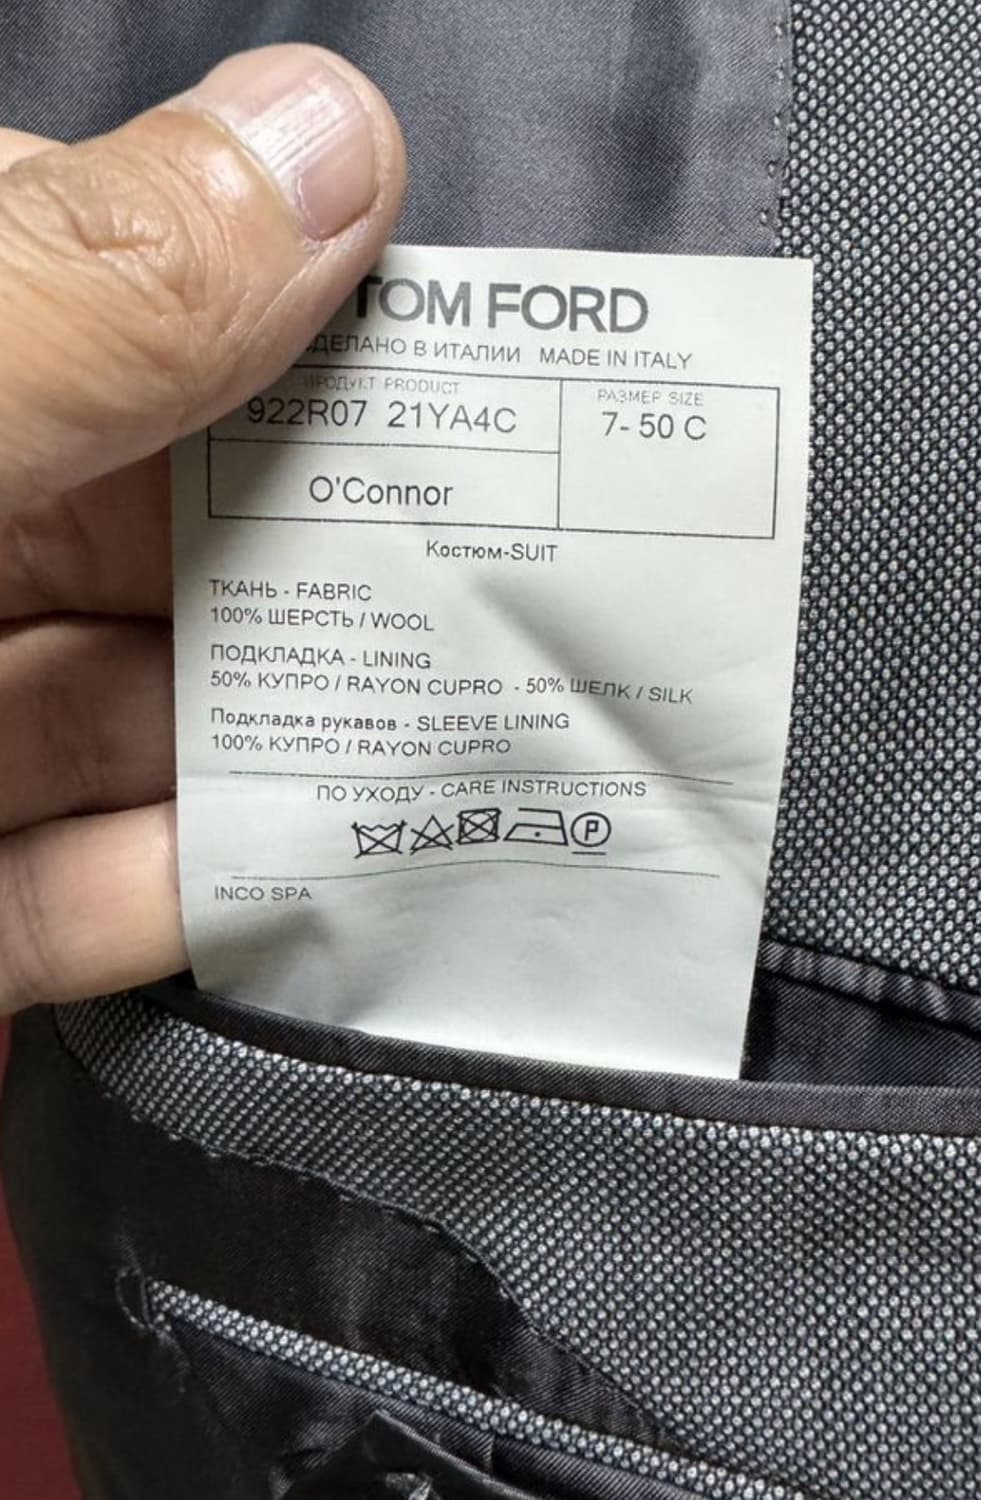 TOM FORD
СДЕЛАНО В ИТАЛИИ MADE IN ITALY
ПРОДУКТ PRODUCT
922R07 21YA4C
РАЗМЕР SIZE
7- 50 C
O'Connor
Костюм-SUIT
ТКАНЬ - FABRIC
100% ШЕРСТЬ / WOOL
ПОДКЛАДКА - LINING
50% КУПРО / RAYON CUPRO - 50% ШЕЛК / SILK
Подкладка рукавов - SLEEVE LINING
100% КУПРО / RAYON CUPRO
ПО УХОДУ - CARE INSTRUCTIONS
P
INCO SPA